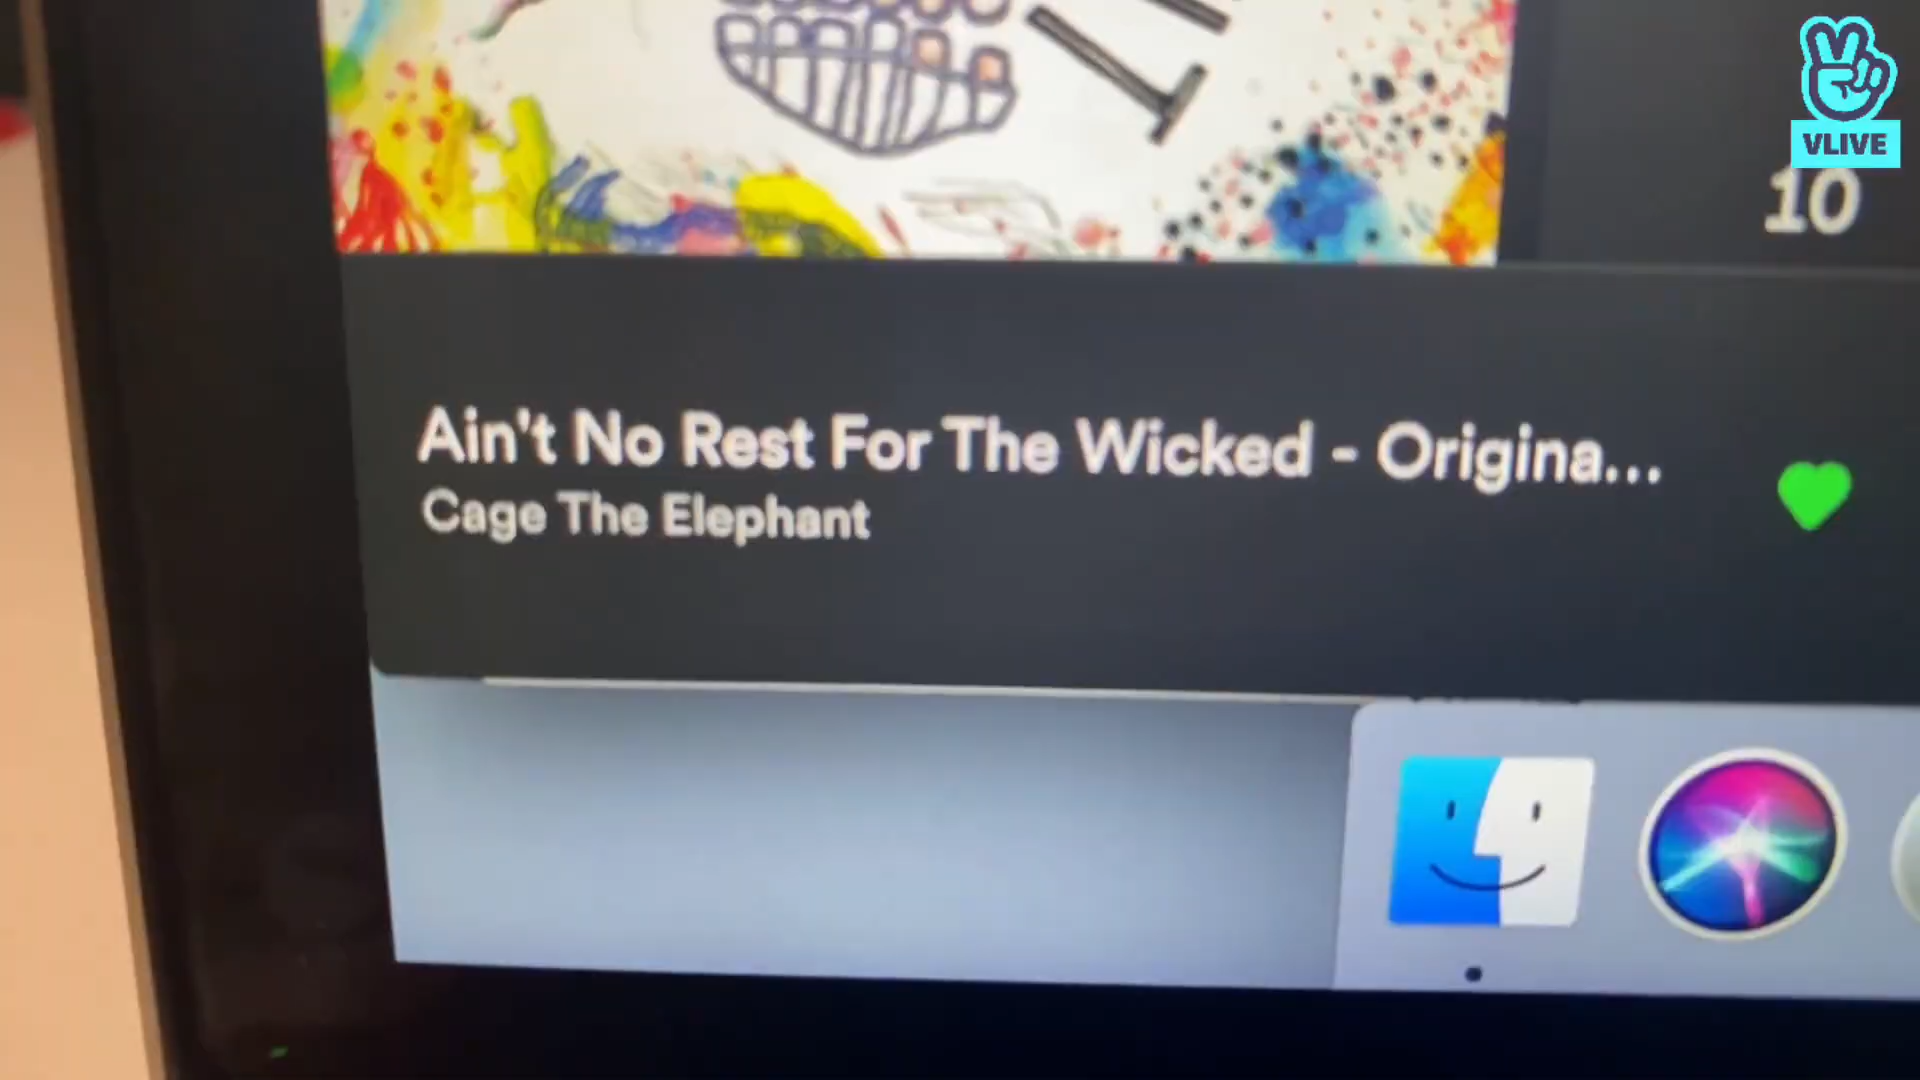 VLIVE
10
Ain't No Rest For The Wicked - Origina...
Cage The Elephant